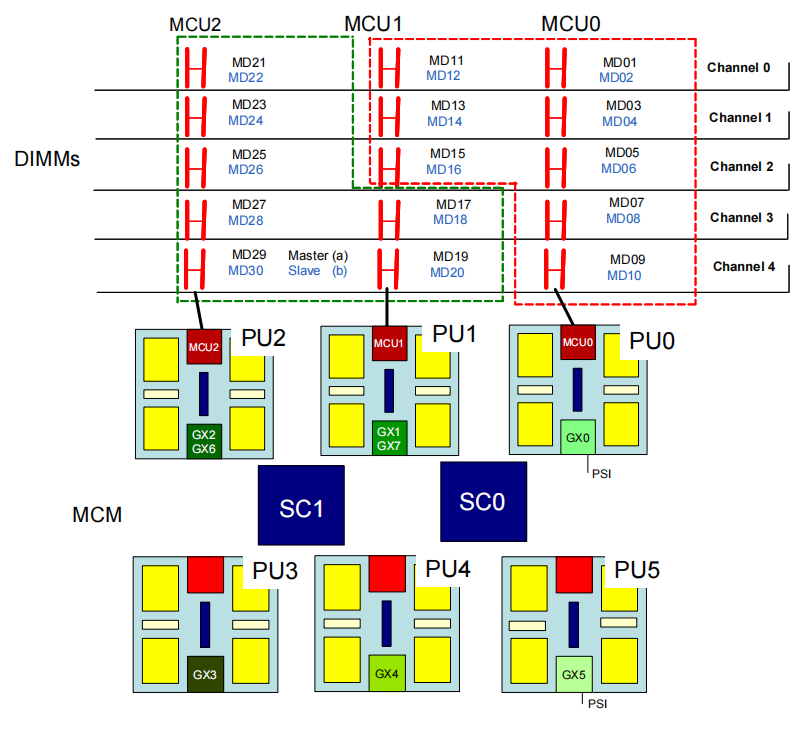 MCU2 MCU1 MCU0
MD21 MD11 MD01 Channel 0
MD22 MD12 MD02
MD23 MD13 MD03 Channel 1
MD24 MD14 MD04
DIMMs
MD25 MD15 MD05 Channel 2
MD26 MD16 MD06
MD27 MD17 MD07 Channel 3
MD28 MD18 MD08
MD29 Master (a) MD19 MD09 Channel 4
MD30 Slave (b) MD20 MD10
MCU2 PU2 MCU1 PU1 MCU0 PU0
GX2 GX1 GX0
GX6 GX7
PSI
MCM SC1 SC0
PU3 PU4 PU5
GX3 GX4 GX5
PSI